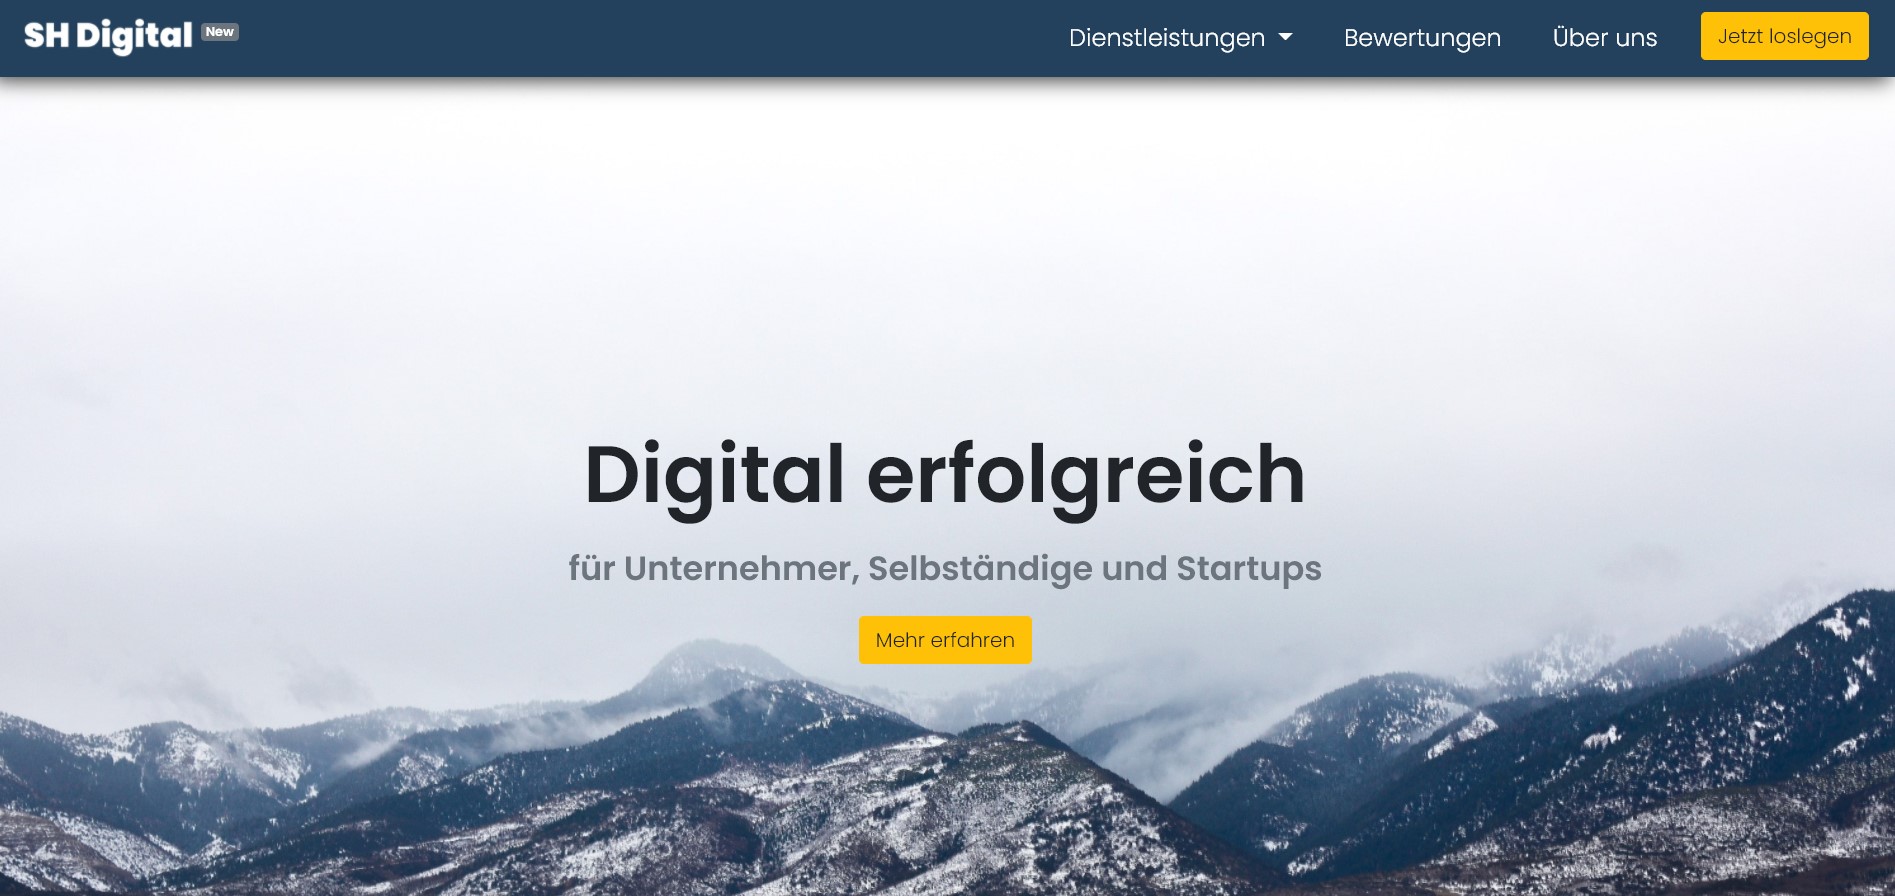 SH Digital New
Dienstleistungen Bewertungen Über uns Jetzt loslegen
Digital erfolgreich
für Unternehmer, Selbständige und Startups
Mehr erfahren